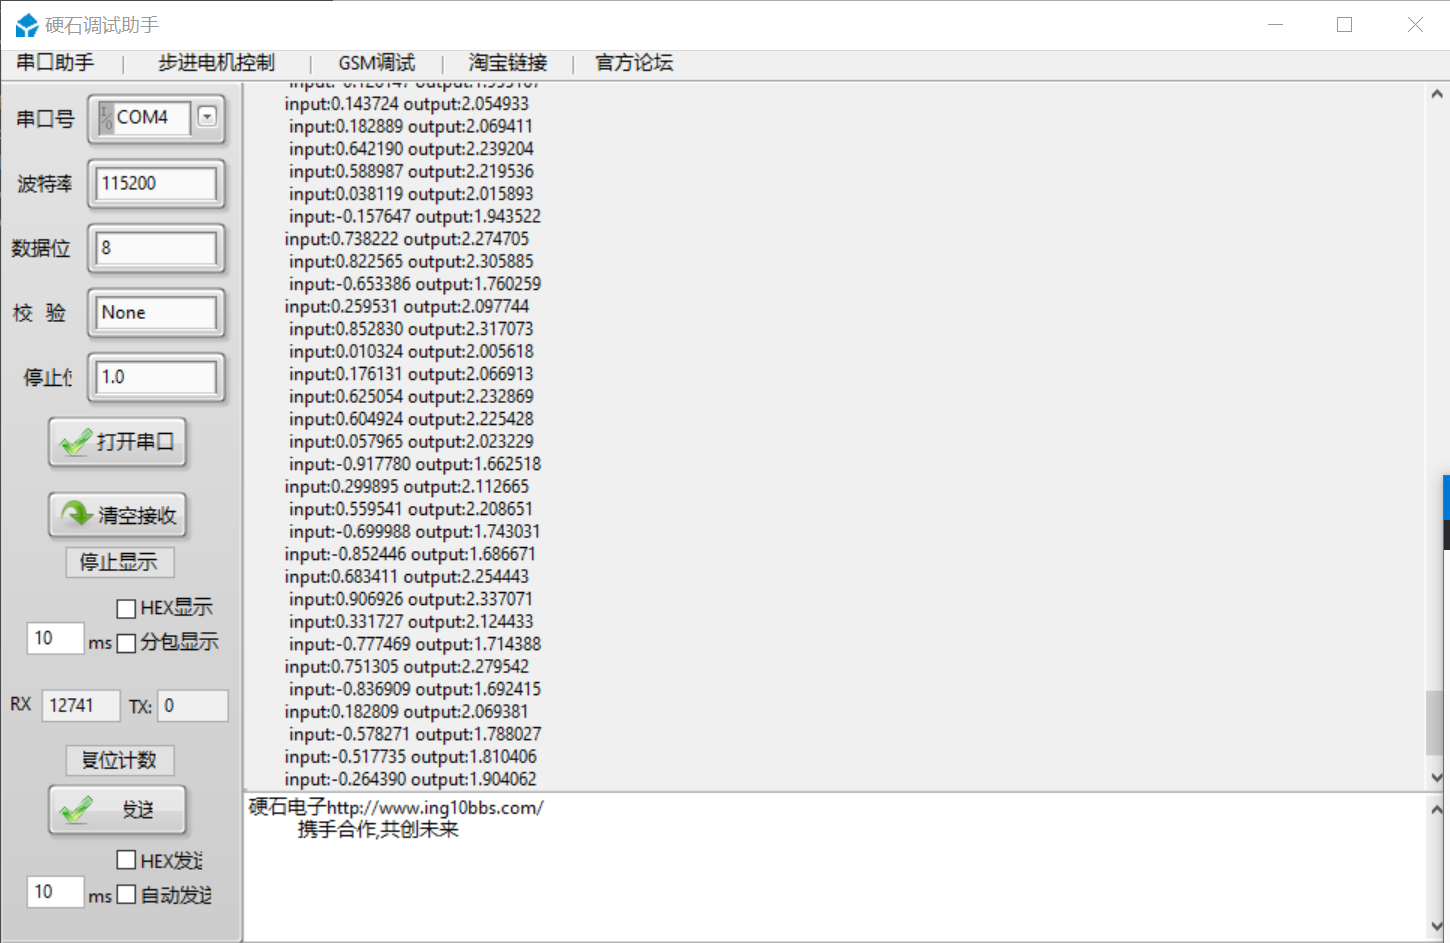 硬石调试助手
串口助手 步进电机控制 GSM调试 淘宝链接 官方论坛
串口号 COM4
波特率 115200
数据位 8
校 验 None
停止位 1.0
打开串口
清空接收
停止显示
HEX显示
10 ms 分包显示
RX 12741 TX: 0
复位计数
发送
HEX发送
10 ms 自动发送
input:0.143724 output:2.054933
input:0.182889 output:2.069411
input:0.642190 output:2.239204
input:0.588987 output:2.219536
input:0.038119 output:2.015893
input:-0.157647 output:1.943522
input:0.738222 output:2.274705
input:0.822565 output:2.305885
input:-0.653386 output:1.760259
input:0.259531 output:2.097744
input:0.852830 output:2.317073
input:0.010324 output:2.005618
input:0.176131 output:2.066913
input:0.625054 output:2.232869
input:0.604924 output:2.225428
input:0.057965 output:2.023229
input:-0.917780 output:1.662518
input:0.299895 output:2.112665
input:0.559541 output:2.208651
input:-0.699988 output:1.743031
input:-0.852446 output:1.686671
input:0.683411 output:2.254443
input:0.906926 output:2.337071
input:0.331727 output:2.124433
input:-0.777469 output:1.714388
input:0.751305 output:2.279542
input:-0.836909 output:1.692415
input:0.182809 output:2.069381
input:-0.578271 output:1.788027
input:-0.517735 output:1.810406
input:-0.264390 output:1.904062
硬石电子http://www.ing10bbs.com/
携手合作,共创未来